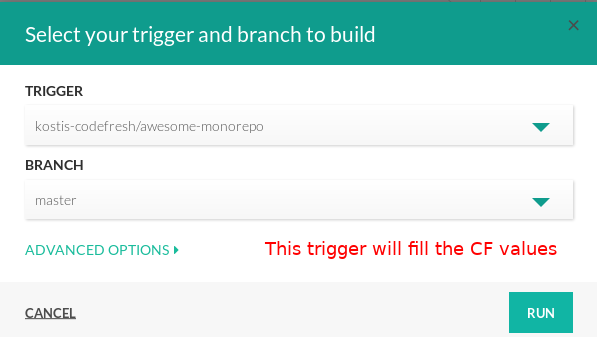 Select your trigger and branch to build
TRIGGER
kostis-codefresh/awesome-monorepo
BRANCH
master
ADVANCED OPTIONS
This trigger will fill the CF values
CANCEL
RUN